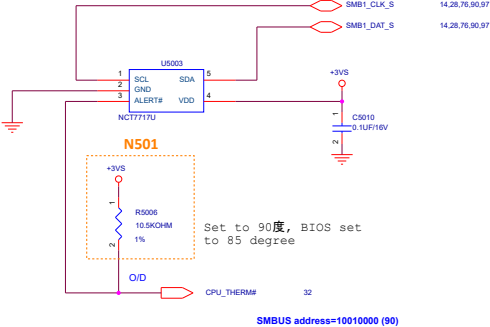 SMB1_CLK_S 14,28,76,90,97
SMB1_DAT_S 14,28,76,90,97
U5003
1 SCL SDA 5
2 GND
3 ALERT# VDD 4
NCT7717U
+3VS
1
C5010
0.1UF/16V
2
N501
+3VS
1
R5006
10.5KOHM
1%
2
Set to 90度, BIOS set
to 85 degree
O/D
CPU_THERM# 32
SMBUS address=10010000 (90)